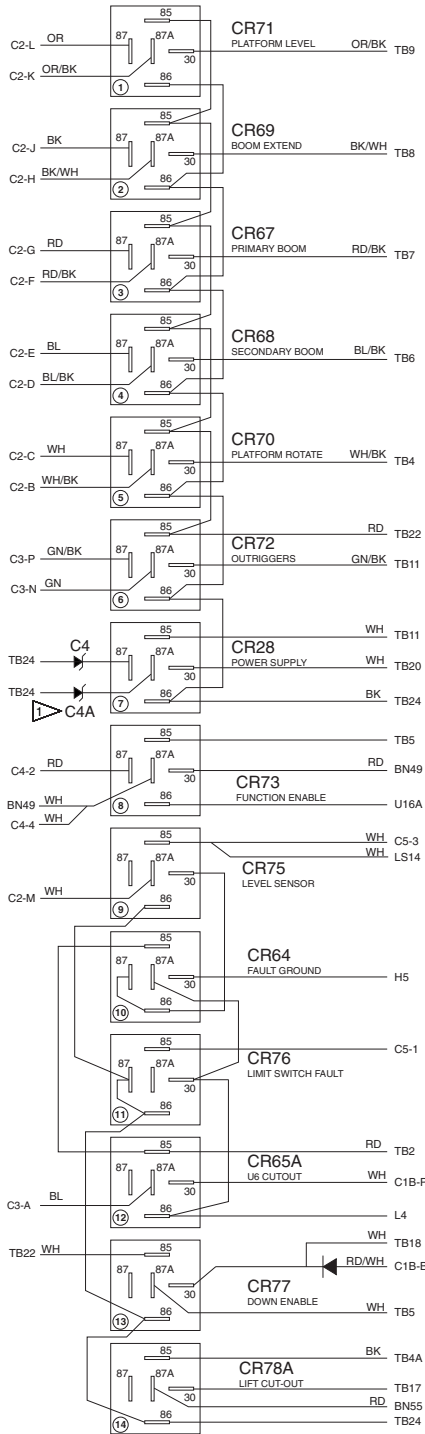 85
C2-L OR 87 87A CR71 PLATFORM LEVEL OR/BK TB9
C2-K OR/BK 30
86
1
85
C2-J BK 87 87A CR69 BOOM EXTEND BK/WH TB8
C2-H BK/WH 30
86
2
85
C2-G RD 87 87A CR67 PRIMARY BOOM RD/BK TB7
C2-F RD/BK 30
86
3
85
C2-E BL 87 87A CR68 SECONDARY BOOM BL/BK TB6
C2-D BL/BK 30
86
4
85
C2-C WH 87 87A CR70 PLATFORM ROTATE WH/BK TB4
C2-B WH/BK 30
86
5
85 RD TB22
C3-P GN/BK 87 87A CR72 OUTRIGGERS GN/BK TB11
C3-N GN 30
86
6
85 WH TB11
TB24 C4 87 87A CR28 POWER SUPPLY WH TB20
TB24 30
1 C4A 86 BK TB24
7
85 TB5
C4-2 RD 87 87A RD BN49
30 CR73 FUNCTION ENABLE
BN49 WH 86 U16A
C4-4 WH
8
85 WH C5-3
WH LS14
87 87A CR75 LEVEL SENSOR
C2-M WH 30
86
9
85
87 87A CR64 FAULT GROUND H5
30
86
10
85 C5-1
87 87A CR76 LIMIT SWITCH FAULT
30
86
11
85 RD TB2
87 87A CR65A U6 CUTOUT WH C1B-P
C3-A BL 30
86 L4
12
TB22 WH 85 WH TB18
87 87A RD/WH C1B-E
30 CR77 DOWN ENABLE WH TB5
86
13
85 BK TB4A
87 87A CR78A LIFT CUT-OUT TB17
30 RD BN55
86 TB24
14